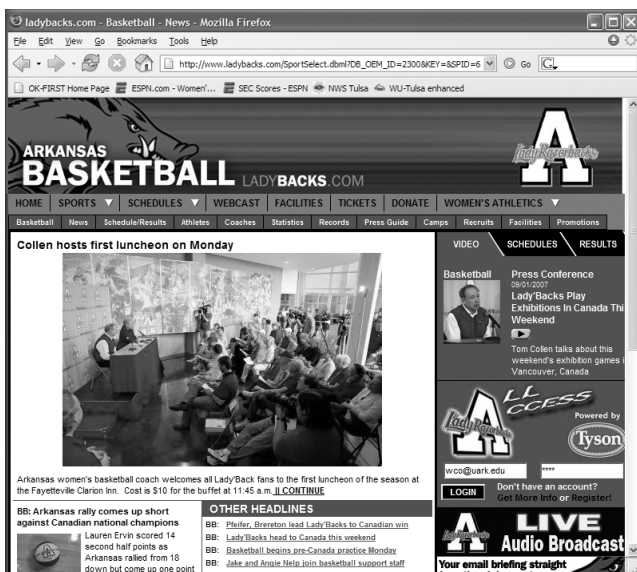 ladybacks.com - Basketball - News - Mozilla Firefox
File Edit View Go Bookmarks Tools Help
http://www.ladybacks.com/SportSelect.dbml?DB_OEM_ID=2300&KEY=&SPID=6 Go G
OK-FIRST Home Page ESPN.com - Women'... SEC Scores - ESPN NWS Tulsa WU-Tulsa enhanced
ARKANSAS
BASKETBALL LADYBACKS.COM
A
Lady Razorbacks
HOME SPORTS SCHEDULES WEBCAST FACILITIES TICKETS DONATE WOMEN'S ATHLETICS
Basketball News Schedule/Results Athletes Coaches Statistics Records Press Guide Camps Recruits Facilities Promotions
Collen hosts first luncheon on Monday
Arkansas women's basketball coach welcomes all Lady'Back fans to the first luncheon of the season at
the Fayetteville Clarion Inn. Cost is $10 for the buffet at 11:45 a.m. || CONTINUE
BB: Arkansas rally comes up short
against Canadian national champions
Lauren Ervin scored 14
second half points as
Arkansas rallied from 18
down but come up one point
OTHER HEADLINES
BB: Pfeifer, Brereton lead Lady'Backs to Canadian win
BB: Lady'Backs head to Canada this weekend
BB: Basketball begins pre-Canada practice Monday
BB: Jake and Angie Help join basketball support staff
VIDEO SCHEDULES RESULTS
Basketball
Press Conference
09/01/2007
Lady'Backs Play
Exhibitions In Canada Thi
Weekend
Tom Collen talks about this
weekend's exhibition games i
Vancouver, Canada
A
Lady Razorbacks
LL
CCESS
Powered by
Tyson
wco@uark.edu ****
LOGIN
Don't have an account?
Get More Info or Register!
A
LIVE
Audio Broadcast
Your email briefing straight